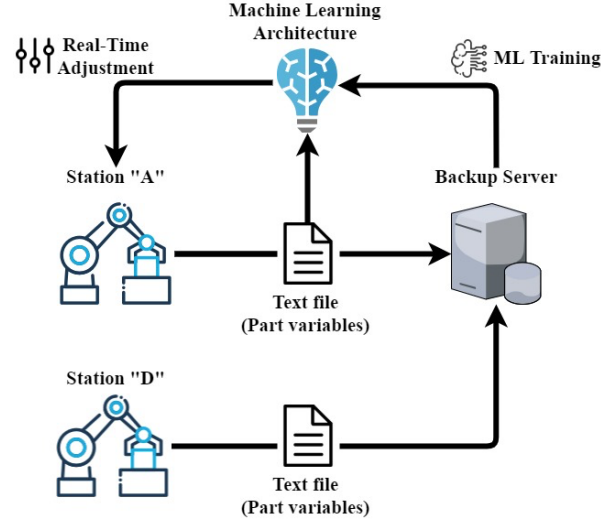 Machine Learning
Architecture
Real-Time
Adjustment
ML Training
Station "A"
Backup Server
Text file
(Part variables)
Station "D"
Text file
(Part variables)